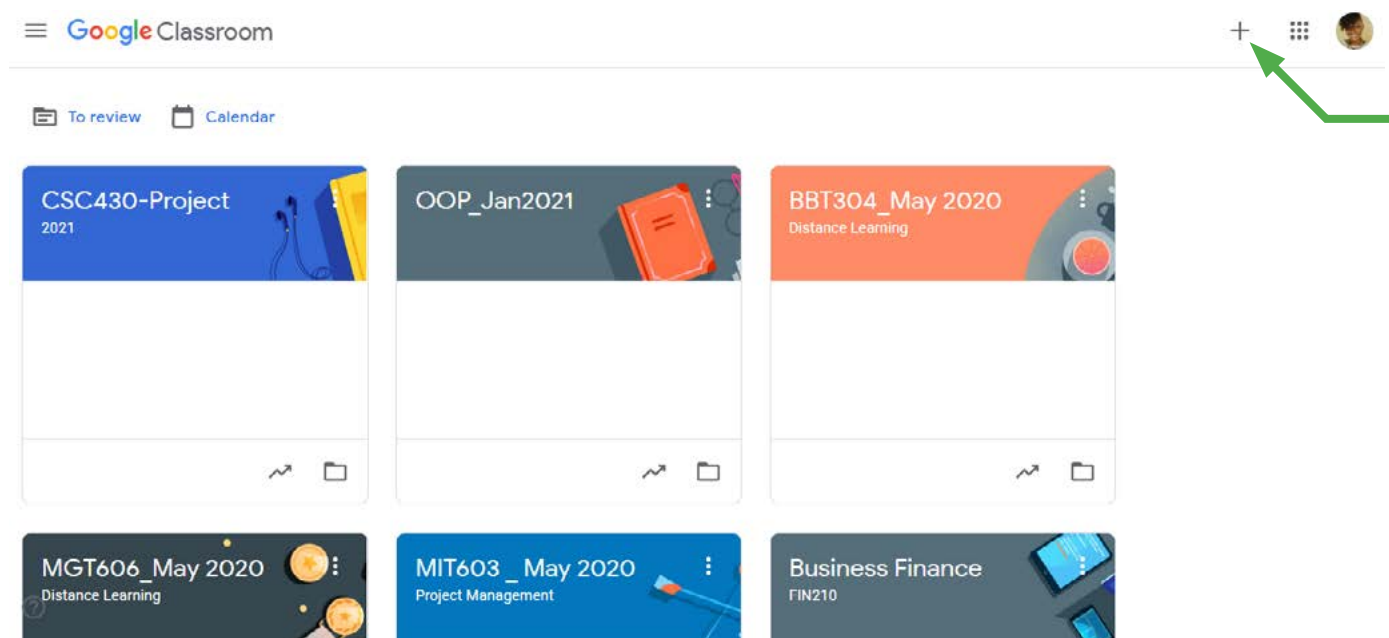 Google Classroom
To review Calendar
CSC430-Project
2021
OOP_Jan2021
BBT304_May 2020
Distance Learning
MGT606_May 2020
Distance Learning
MIT603 _ May 2020
Project Management
Business Finance
FIN210